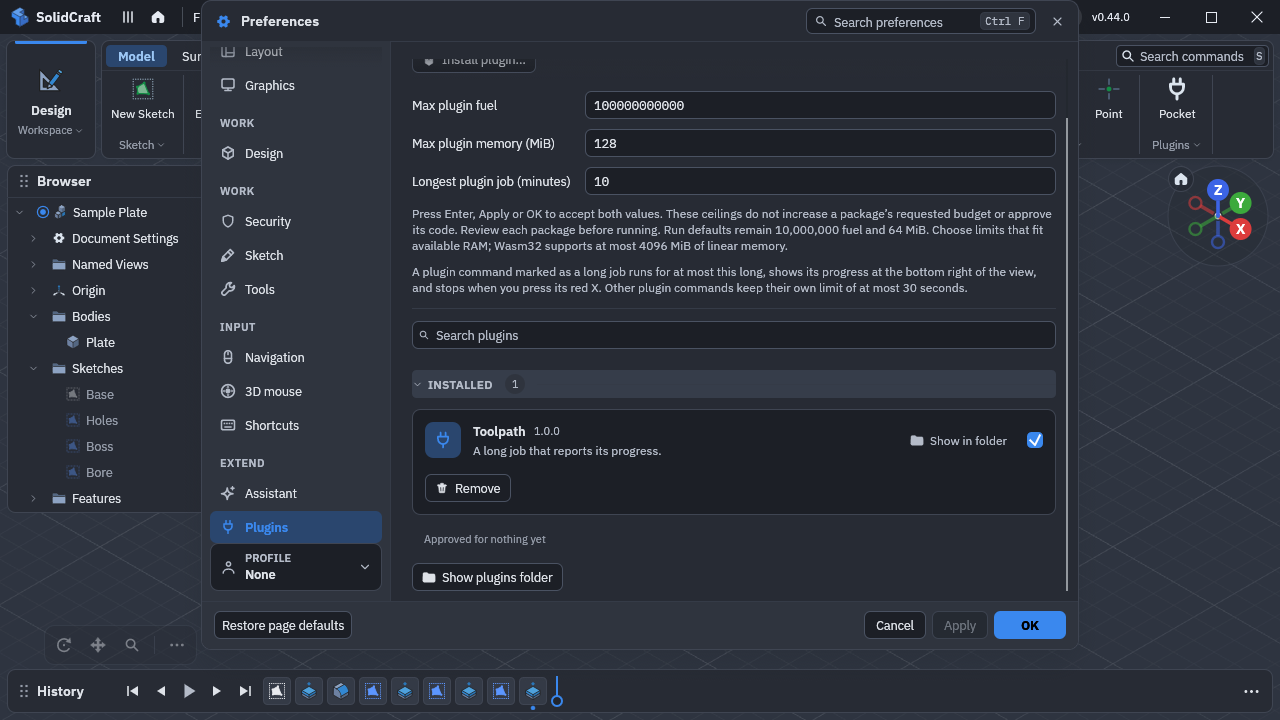 SolidCraft
Preferences
Search preferences
Ctrl F
v0.44.0
Model
Search commands
S
Design
Workspace
New Sketch
Sketch
Point
Pocket
Plugins
Layout
Graphics
WORK
Design
WORK
Security
Sketch
Tools
INPUT
Navigation
3D mouse
Shortcuts
EXTEND
Assistant
Plugins
PROFILE
None
Install plugin...
Max plugin fuel
100000000000
Max plugin memory (MiB)
128
Longest plugin job (minutes)
10
Press Enter, Apply or OK to accept both values. These ceilings do not increase a package's requested budget or approve
its code. Review each package before running. Run defaults remain 10,000,000 fuel and 64 MiB. Choose limits that fit
available RAM; Wasm32 supports at most 4096 MiB of linear memory.
A plugin command marked as a long job runs for at most this long, shows its progress at the bottom right of the view,
and stops when you press its red X. Other plugin commands keep their own limit of at most 30 seconds.
Search plugins
INSTALLED 1
Toolpath 1.0.0
A long job that reports its progress.
Show in folder
Remove
Approved for nothing yet
Show plugins folder
Restore page defaults
Cancel
Apply
OK
Browser
Sample Plate
Document Settings
Named Views
Origin
Bodies
Plate
Sketches
Base
Holes
Boss
Bore
Features
Z
Y
X
History